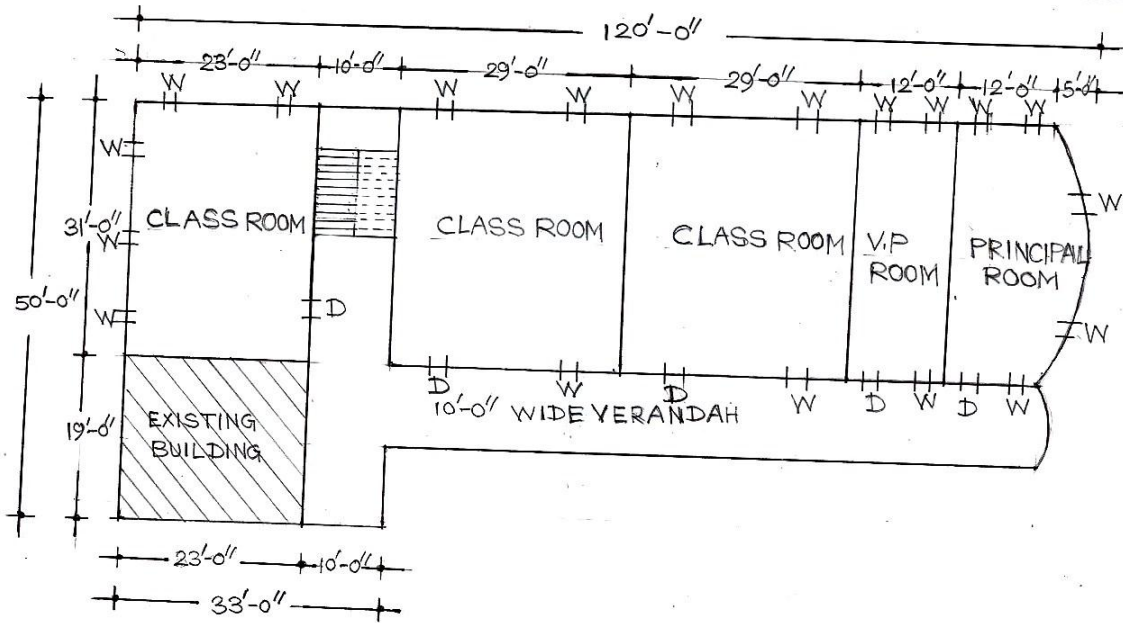 120'-0"
23'-0" 10'-0" 29'-0" 29'-0" 12'-0" 12'-0" 5'-0"
W W W W W W W W W W
W
W
31'-0" CLASS ROOM CLASS ROOM CLASS ROOM V.P PRINCIPAL
ROOM ROOM
W
50'-0"
W D W
D W D W D W D W
10'-0" WIDE VERANDAH
19'-0" EXISTING
BUILDING
23'-0" 10'-0"
33'-0"